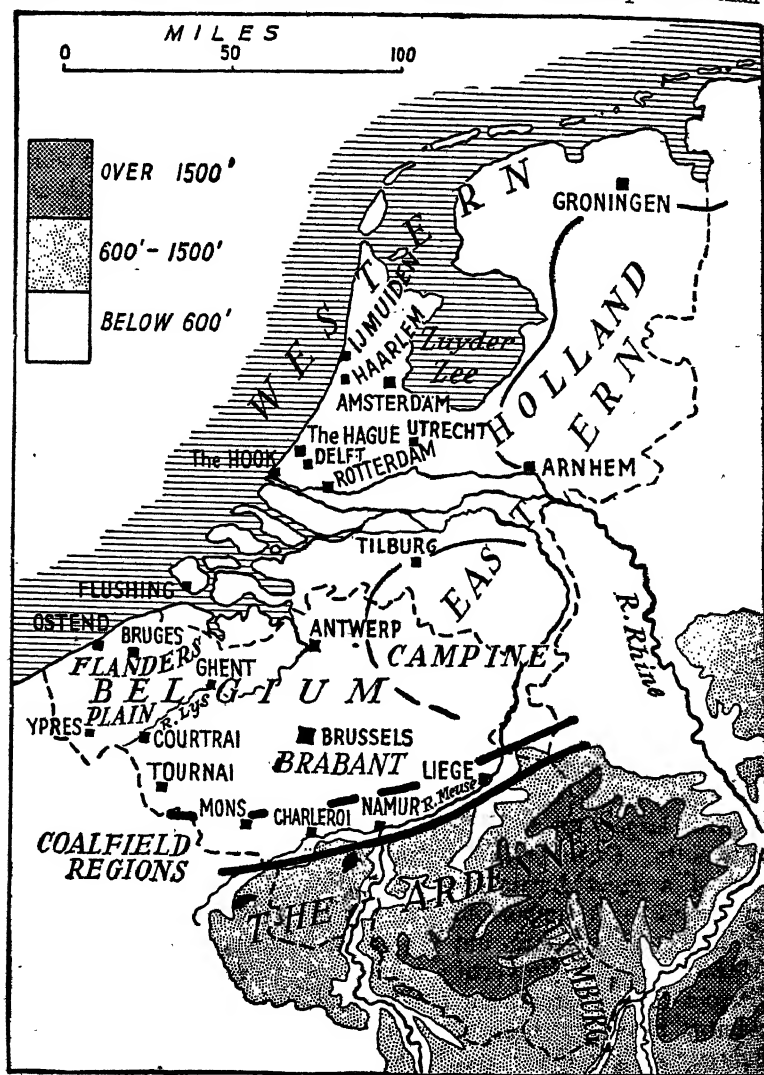 MILES
0 50 100
OVER 1500'
600'-1500'
BELOW 600'
WESTERN
GRONINGEN
IJMUIDEN
HAARLEM
Zuyder
Zee
AMSTERDAM
HOLLAND
EASTERN
The HAGUE
UTRECHT
DELFT
The HOOK
ROTTERDAM
ARNHEM
TILBURG
FLUSHING
R. Rhine
OSTEND
BRUGES
ANTWERP
FLANDERS
GHENT
CAMPINE
BELGIUM
PLAIN
R. Lys
YPRES
COURTRAI
BRUSSELS
BRABANT
TOURNAI
LIEGE
R. Meuse
MONS
CHARLEROI
NAMUR
COALFIELD
REGIONS
THE ARDENNES